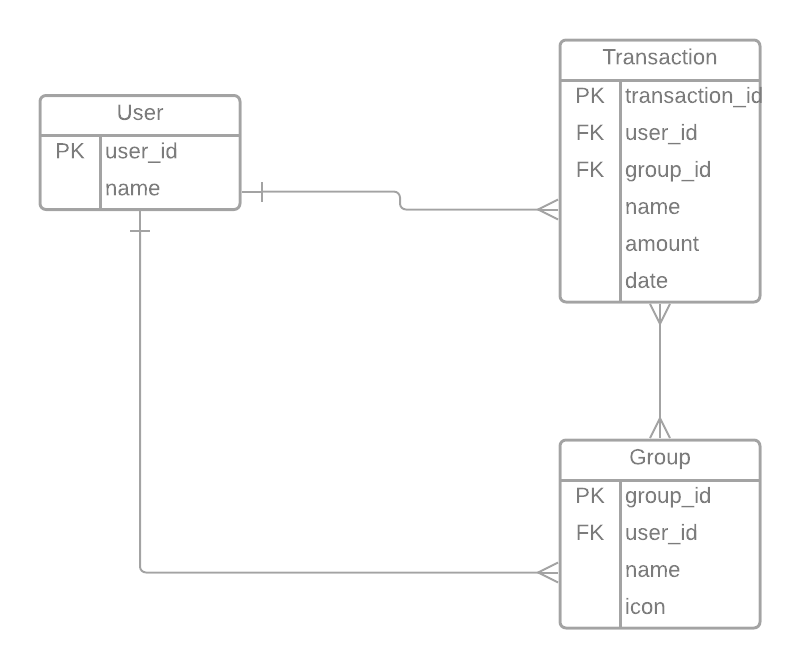 User
PK user_id
name
Transaction
PK transaction_id
FK user_id
FK group_id
name
amount
date
Group
PK group_id
FK user_id
name
icon